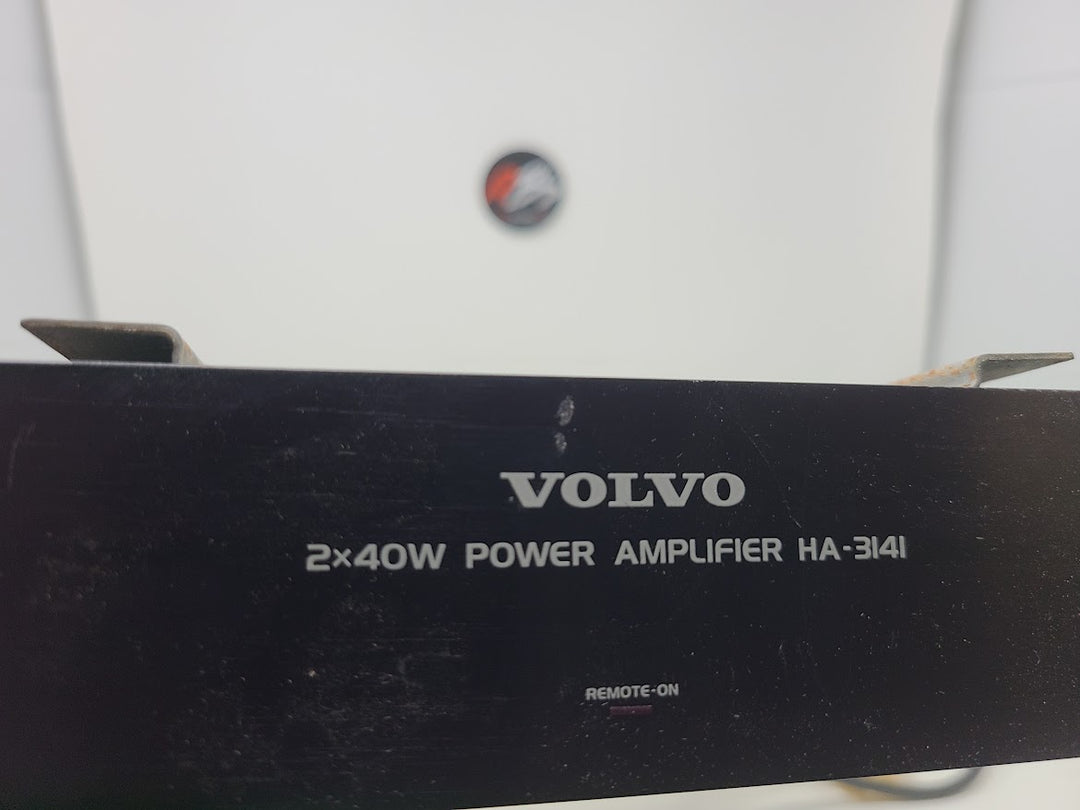 VOLVO
2×40W POWER AMPLIFIER HA-3141
REMOTE-ON